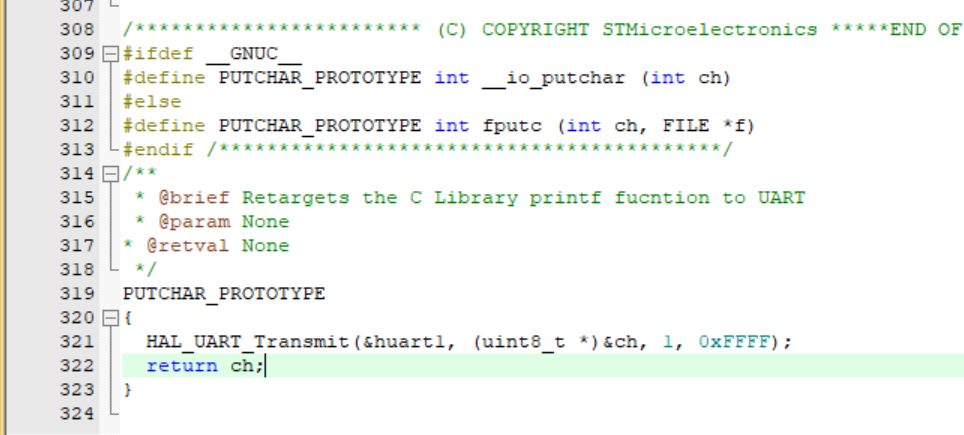 307
308 /************************ (C) COPYRIGHT STMicroelectronics *****END OF
309 #ifdef __GNUC__
310 #define PUTCHAR_PROTOTYPE int __io_putchar (int ch)
311 #else
312 #define PUTCHAR_PROTOTYPE int fputc (int ch, FILE *f)
313 #endif /******************************************/
314 /**
315  * @brief Retargets the C Library printf fucntion to UART
316  * @param None
317 * @retval None
318  */
319 PUTCHAR_PROTOTYPE
320 {
321   HAL_UART_Transmit(&huart1, (uint8_t *)&ch, 1, 0xFFFF);
322   return ch;
323 }
324